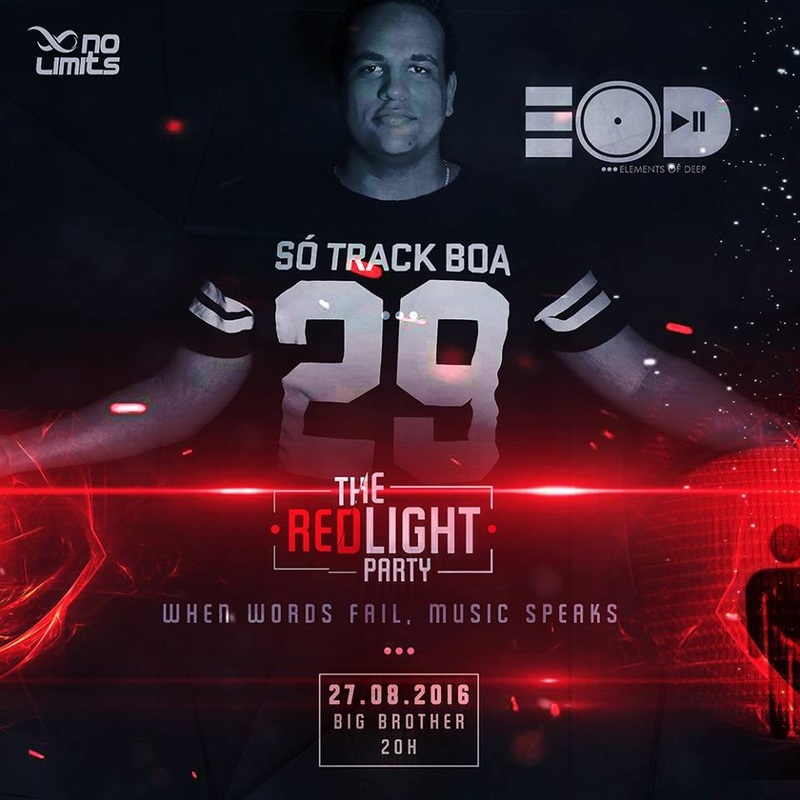 no
LIMITS
EOD
ELEMENTS OF DEEP
SÓ TRACK BOA
29
THE
REDLIGHT
PARTY
WHEN WORDS FAIL, MUSIC SPEAKS
27.08.2016
BIG BROTHER
20H